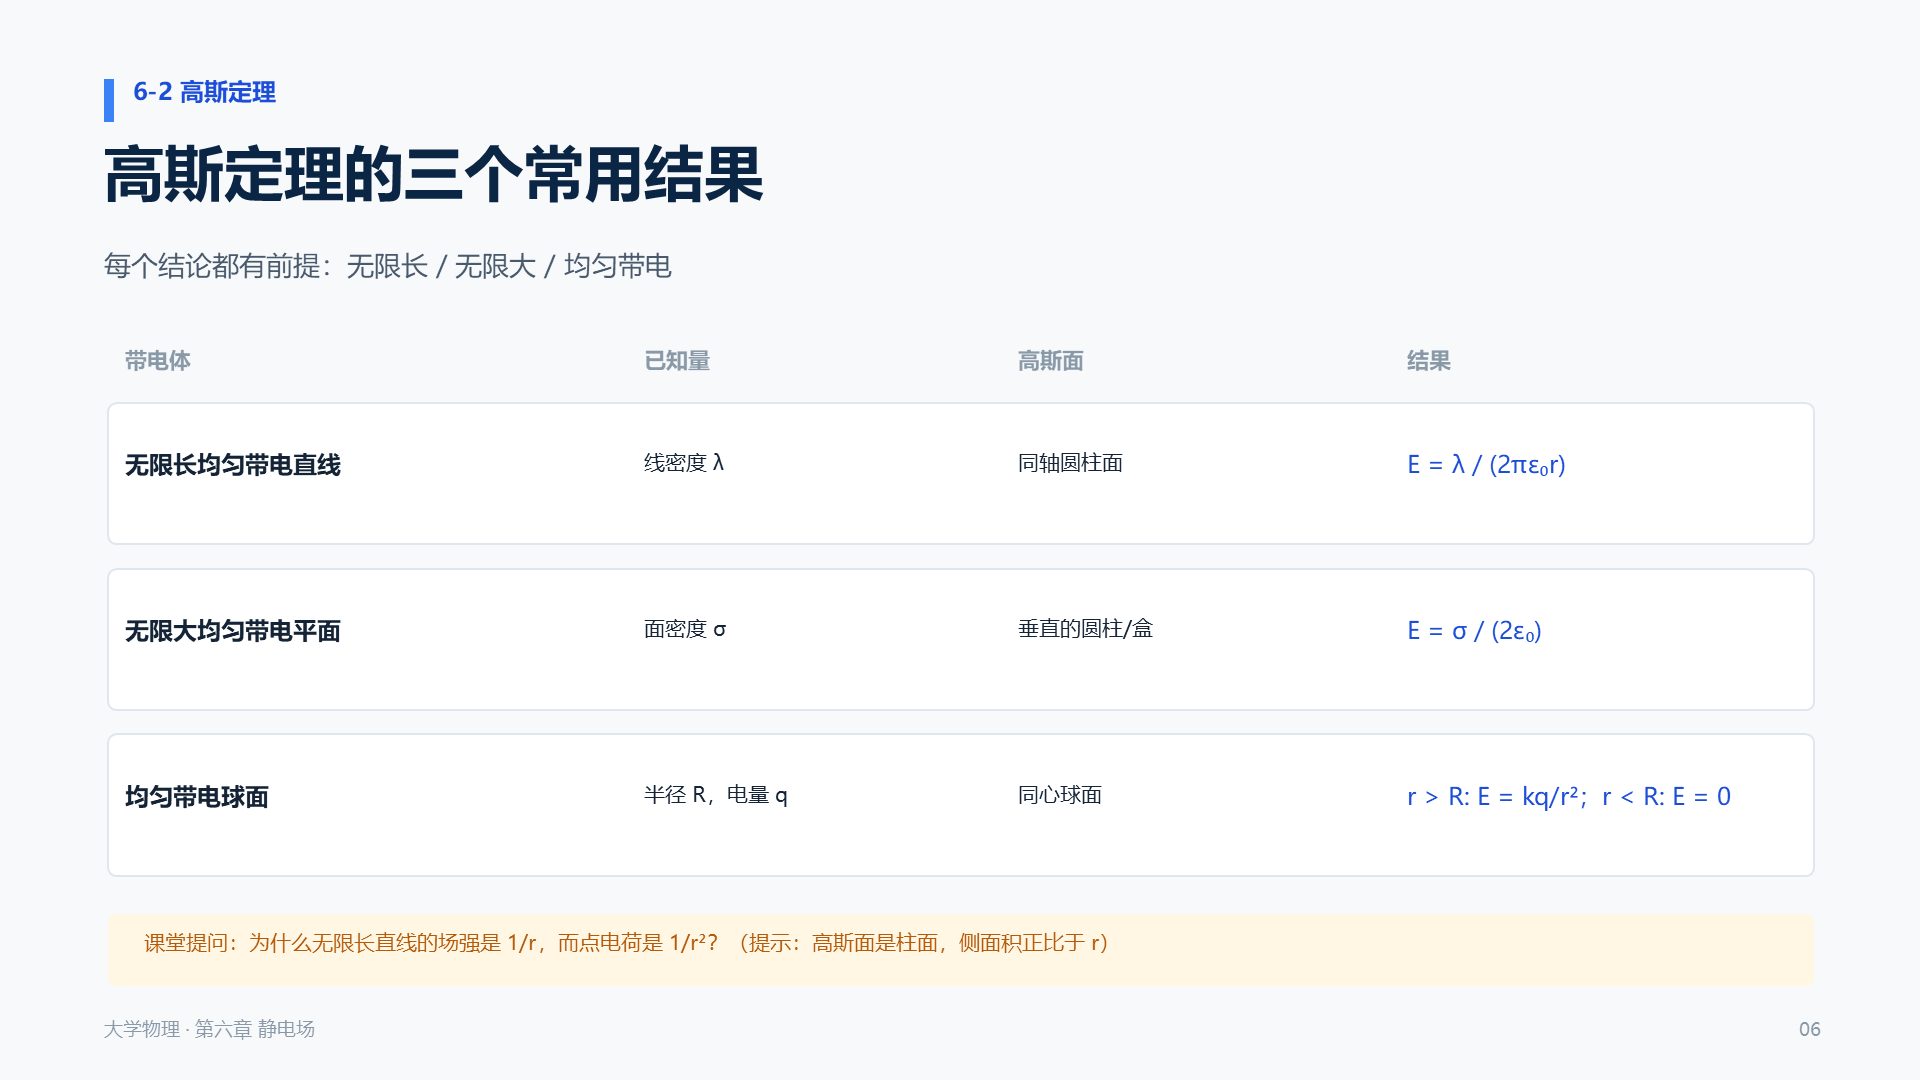 6-2 高斯定理
高斯定理的三个常用结果
每个结论都有前提：无限长 / 无限大 / 均匀带电
带电体 已知量 高斯面 结果
无限长均匀带电直线 线密度 λ 同轴圆柱面 E = λ / (2πε₀r)
无限大均匀带电平面 面密度 σ 垂直的圆柱/盒 E = σ / (2ε₀)
均匀带电球面 半径 R，电量 q 同心球面 r > R: E = kq/r²；r < R: E = 0
课堂提问：为什么无限长直线的场强是 1/r，而点电荷是 1/r²？（提示：高斯面是柱面，侧面积正比于 r）
大学物理 · 第六章 静电场 06